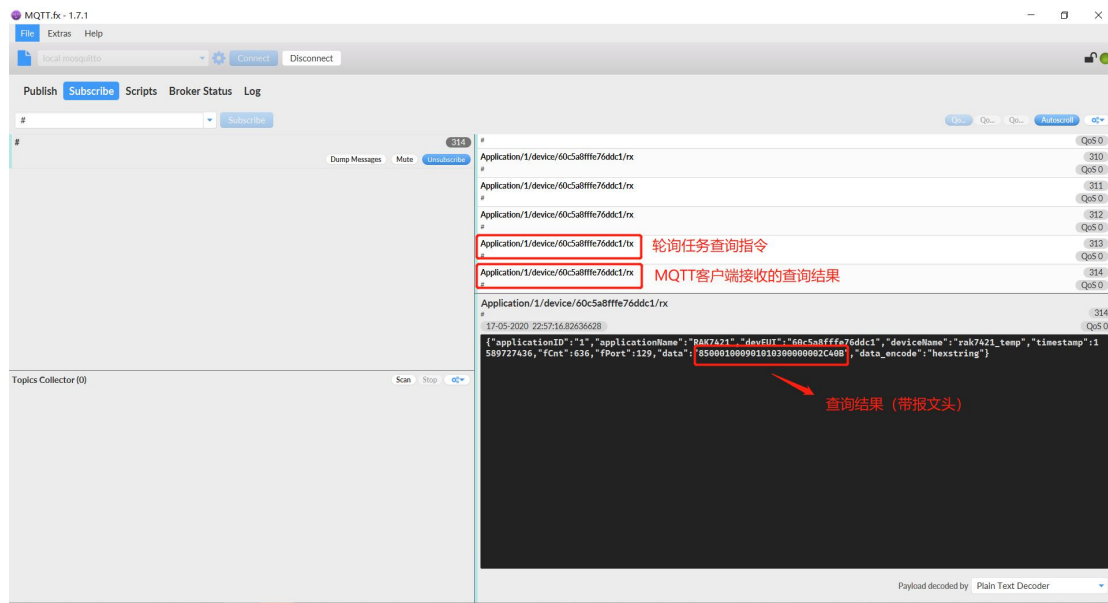 MQTT.fx - 1.7.1
File Extras Help
local mosquitto Connect Disconnect
Publish Subscribe Scripts Broker Status Log
# Subscribe Qo... Qo... Qo... Autoscroll
# 314
Dump Messages Mute Unsubscribe
# QoS 0
Application/1/device/60c5a8fffe76ddc1/rx 310
# QoS 0
Application/1/device/60c5a8fffe76ddc1/rx 311
# QoS 0
Application/1/device/60c5a8fffe76ddc1/rx 312
# QoS 0
Application/1/device/60c5a8fffe76ddc1/tx 轮询任务查询指令 313
# QoS 0
Application/1/device/60c5a8fffe76ddc1/rx MQTT客户端接收的查询结果 314
# QoS 0
Application/1/device/60c5a8fffe76ddc1/rx
# 314
17-05-2020 22:57:16.82636628 QoS 0
{"applicationID":"1","applicationName":"RAK7421","devEUI":"60c5a8fffe76ddc1","deviceName":"rak7421_temp","timestamp":1
589727436,"fCnt":636,"fPort":129,"data":"850001000901010300000002C40B","data_encode":"hexstring"}
查询结果（带报文头）
Topics Collector (0) Scan Stop
Payload decoded by Plain Text Decoder